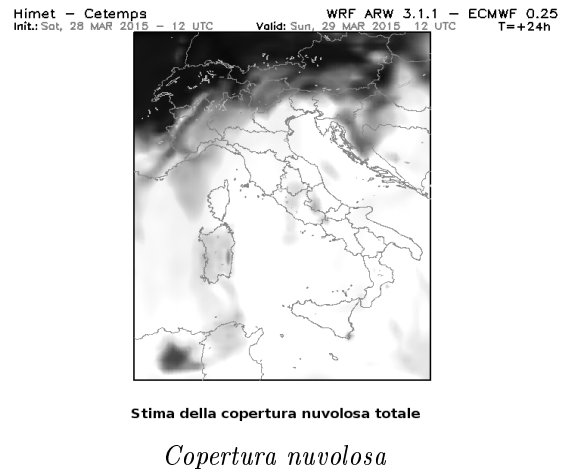 Himet – Cetemps WRF ARW 3.1.1 – ECMWF 0.25
Init.: Sat, 28 MAR 2015 – 12 UTC Valid: Sun, 29 MAR 2015 12 UTC T=+24h
Stima della copertura nuvolosa totale
Copertura nuvolosa